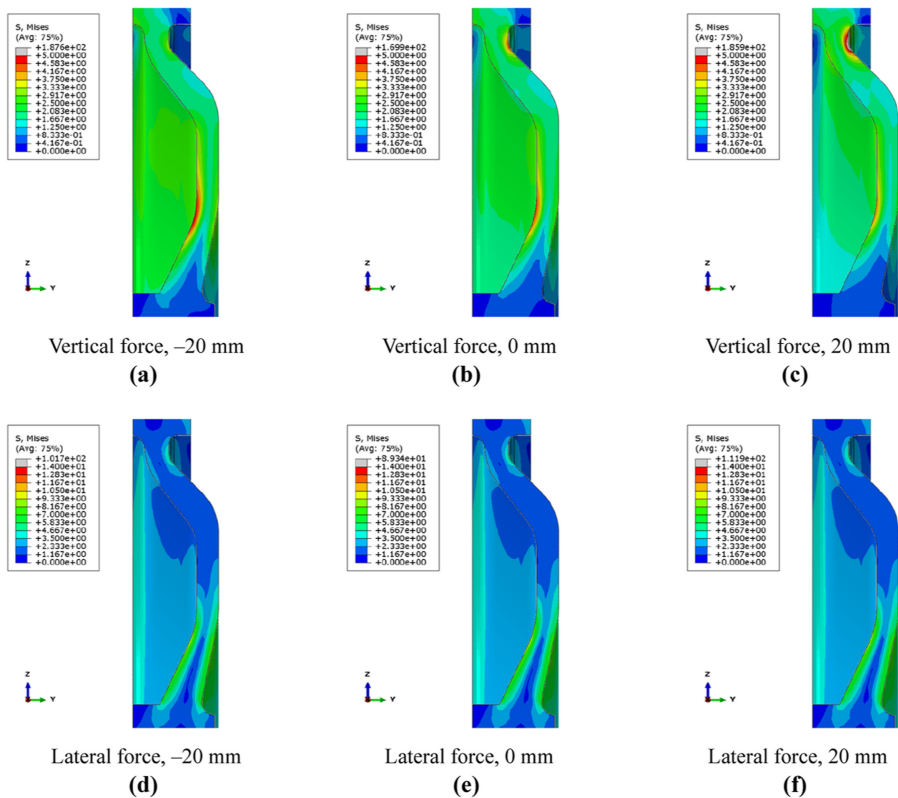 S, Mises
(Avg: 75%)
+1.876e+02
+5.000e+00
+4.583e+00
+4.167e+00
+3.750e+00
+3.333e+00
+2.917e+00
+2.500e+00
+2.083e+00
+1.667e+00
+1.250e+00
+8.333e-01
+4.167e-01
+0.000e+00
Z
Y
Vertical force, –20 mm
(a)
S, Mises
(Avg: 75%)
+1.699e+02
+5.000e+00
+4.583e+00
+4.167e+00
+3.750e+00
+3.333e+00
+2.917e+00
+2.500e+00
+2.083e+00
+1.667e+00
+1.250e+00
+8.333e-01
+4.167e-01
+0.000e+00
Z
Y
Vertical force, 0 mm
(b)
S, Mises
(Avg: 75%)
+1.859e+02
+5.000e+00
+4.583e+00
+4.167e+00
+3.750e+00
+3.333e+00
+2.917e+00
+2.500e+00
+2.083e+00
+1.667e+00
+1.250e+00
+8.333e-01
+4.167e-01
+0.000e+00
Z
Y
Vertical force, 20 mm
(c)
S, Mises
(Avg: 75%)
+1.017e+02
+1.400e+01
+1.283e+01
+1.167e+01
+1.050e+01
+9.333e+00
+8.167e+00
+7.000e+00
+5.833e+00
+4.667e+00
+3.500e+00
+2.333e+00
+1.167e+00
+0.000e+00
Z
Y
Lateral force, –20 mm
(d)
S, Mises
(Avg: 75%)
+8.934e+01
+1.400e+01
+1.283e+01
+1.167e+01
+1.050e+01
+9.333e+00
+8.167e+00
+7.000e+00
+5.833e+00
+4.667e+00
+3.500e+00
+2.333e+00
+1.167e+00
+0.000e+00
Z
Y
Lateral force, 0 mm
(e)
S, Mises
(Avg: 75%)
+1.119e+02
+1.400e+01
+1.283e+01
+1.167e+01
+1.050e+01
+9.333e+00
+8.167e+00
+7.000e+00
+5.833e+00
+4.667e+00
+3.500e+00
+2.333e+00
+1.167e+00
+0.000e+00
Z
Y
Lateral force, 20 mm
(f)